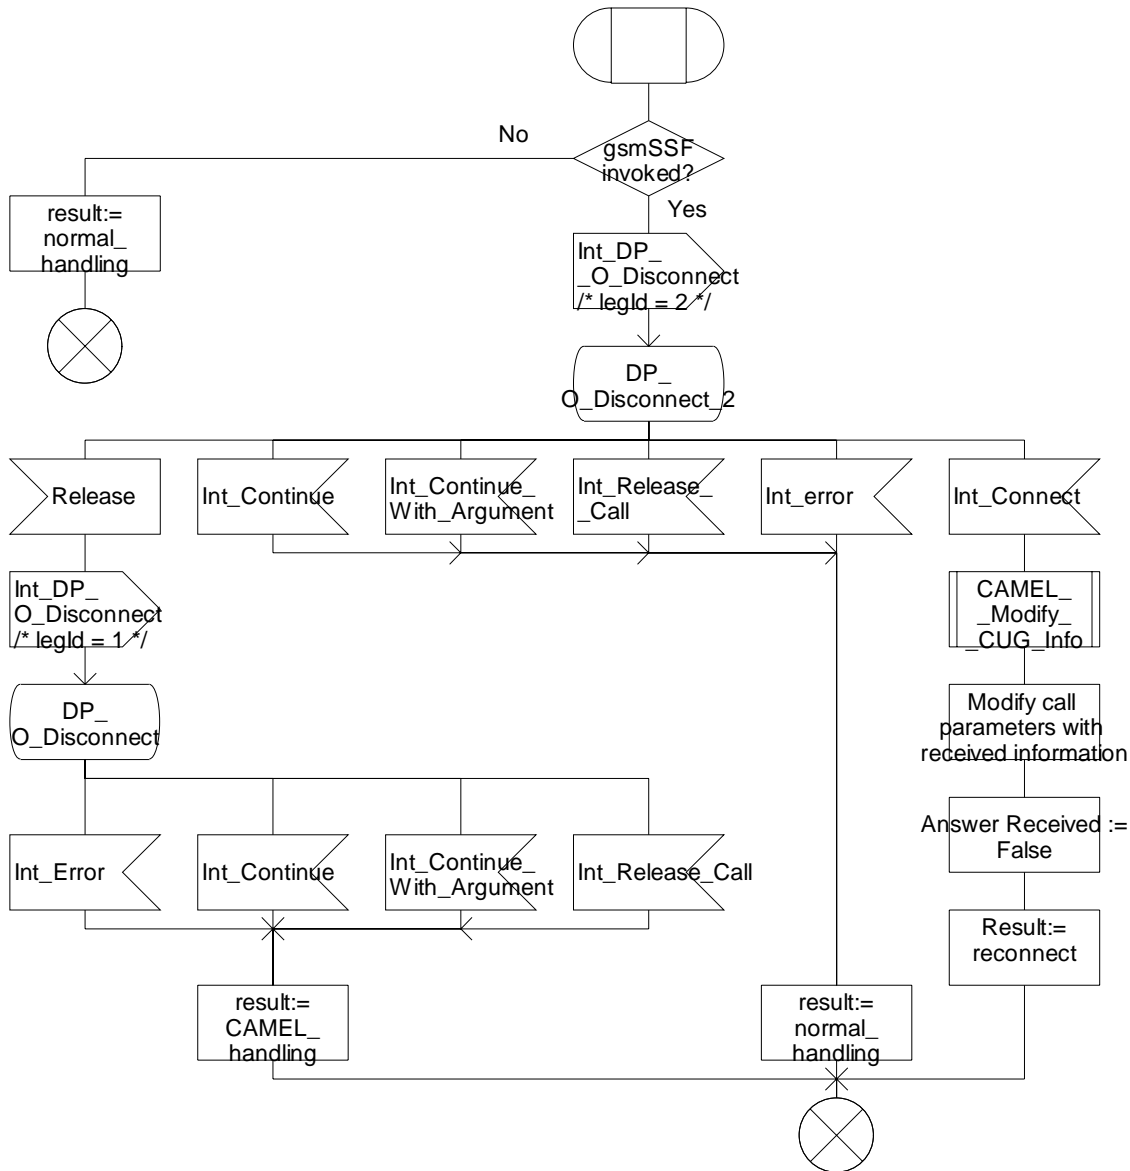 No
gsmSSF
invoked?
Yes
result:=
normal_
handling
Int_DP_
_O_Disconnect
/* legId = 2 */
DP_
O_Disconnect_2
Release
Int_Continue
Int_Continue_
With_Argument
Int_Release_
_Call
Int_error
Int_Connect
Int_DP_
O_Disconnect
/* legId = 1 */
CAMEL_
_Modify_
_CUG_Info
DP_
O_Disconnect
Modify call
parameters with
received information
Int_Error
Int_Continue
Int_Continue_
With_Argument
Int_Release_Call
Answer Received :=
False
Result:=
reconnect
result:=
CAMEL_
handling
result:=
normal_
handling